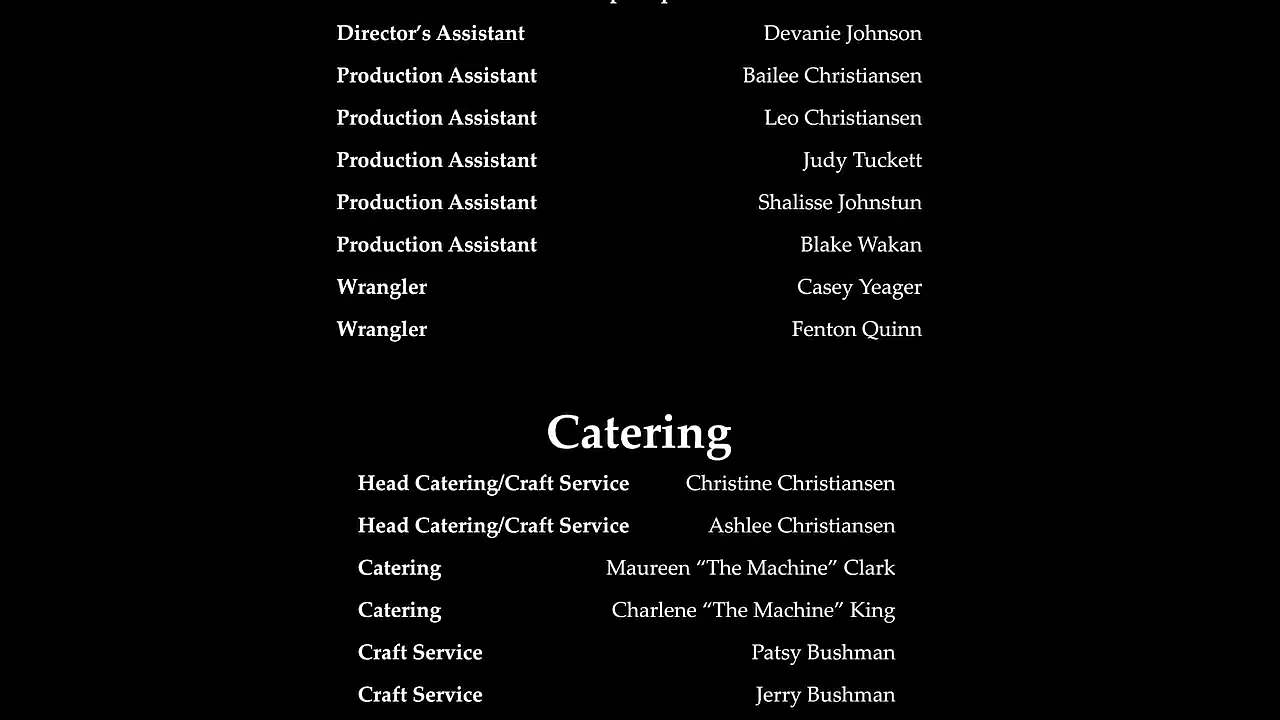 Director’s Assistant Devanie Johnson
Production Assistant Bailee Christiansen
Production Assistant Leo Christiansen
Production Assistant Judy Tuckett
Production Assistant Shalisse Johnstun
Production Assistant Blake Wakan
Wrangler Casey Yeager
Wrangler Fenton Quinn
Catering
Head Catering/Craft Service Christine Christiansen
Head Catering/Craft Service Ashlee Christiansen
Catering Maureen “The Machine” Clark
Catering Charlene “The Machine” King
Craft Service Patsy Bushman
Craft Service Jerry Bushman